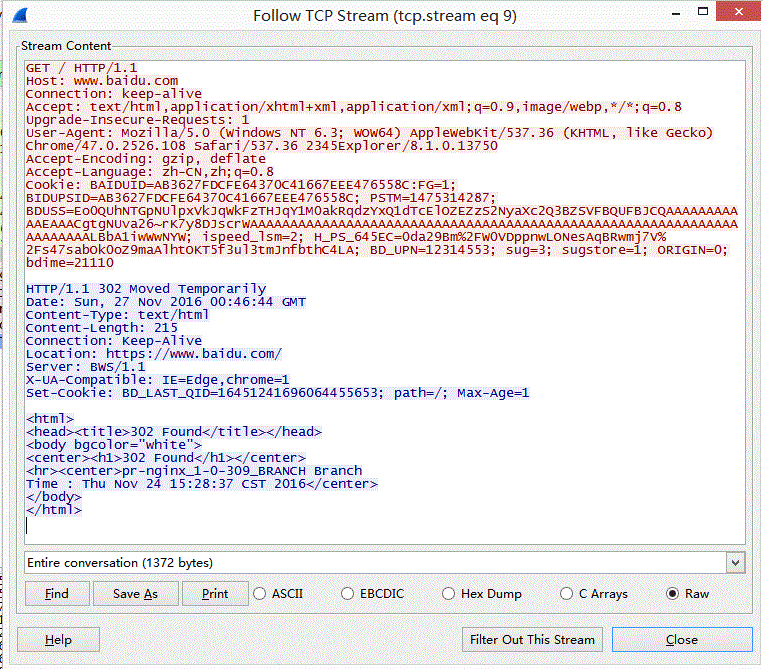 Follow TCP Stream (tcp.stream eq 9)
Stream Content
GET / HTTP/1.1
Host: www.baidu.com
Connection: keep-alive
Accept: text/html,application/xhtml+xml,application/xml;q=0.9,image/webp,*/*;q=0.8
Upgrade-Insecure-Requests: 1
User-Agent: Mozilla/5.0 (Windows NT 6.3; WOW64) AppleWebKit/537.36 (KHTML, like Gecko)
Chrome/47.0.2526.108 Safari/537.36 2345Explorer/8.1.0.13750
Accept-Encoding: gzip, deflate
Accept-Language: zh-CN,zh;q=0.8
Cookie: BAIDUID=AB3627FDCFE64370C41667EEE476558C:FG=1;
BIDUPSID=AB3627FDCFE64370C41667EEE476558C; PSTM=1475314287;
ispeed_lsm=2;
BD_UPN=12314553; sug=3; sugstore=1; ORIGIN=0;
bdime=21110
HTTP/1.1 302 Moved Temporarily
Date: Sun, 27 Nov 2016 00:46:44 GMT
Content-Type: text/html
Content-Length: 215
Connection: Keep-Alive
Location: https://www.baidu.com/
Server: BWS/1.1
X-UA-Compatible: IE=Edge,chrome=1
Set-Cookie: BD_LAST_QID=16451241696064455653; path=/; Max-Age=1
<html>
<head><title>302 Found</title></head>
<body bgcolor="white">
<center><h1>302 Found</h1></center>
<hr><center>pr-nginx_1-0-309_BRANCH Branch
Time : Thu Nov 24 15:28:37 CST 2016</center>
</body>
</html>
Entire conversation (1372 bytes)
Find Save As Print ASCII EBCDIC Hex Dump C Arrays Raw
Help Filter Out This Stream Close